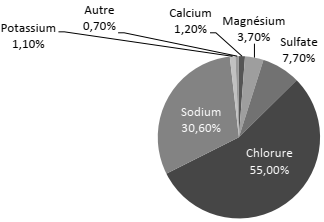 Autre
0,70%
Calcium
1,20%
Magnésium
3,70%
Potassium
1,10%
Sulfate
7,70%
Sodium
30,60%
Chlorure
55,00%